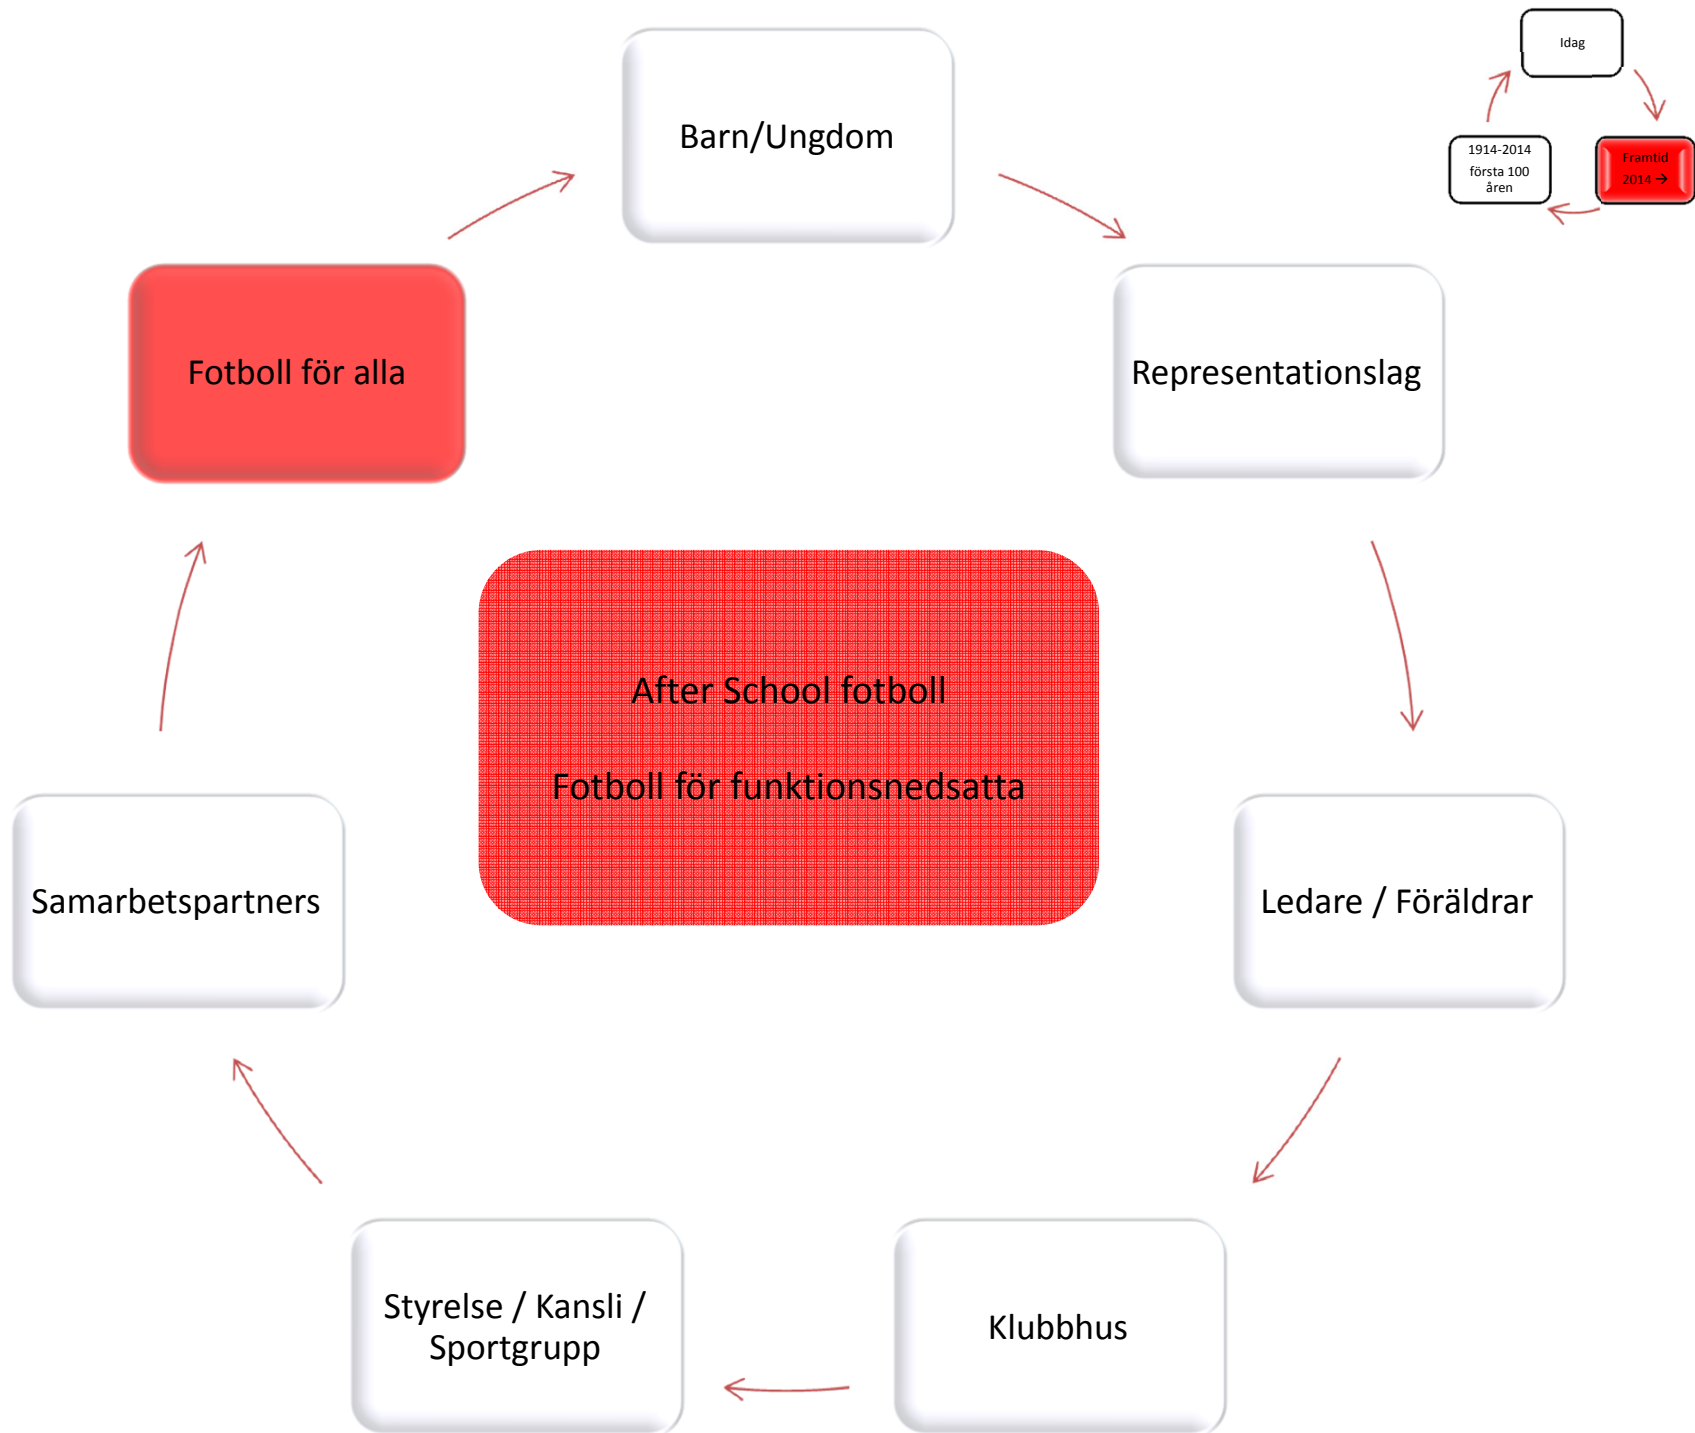 Idag
1914-2014
första 100
åren
Framtid
2014 →
Barn/Ungdom
Representationslag
Fotboll för alla
After School fotboll
Fotboll för funktionsnedsatta
Samarbetspartners
Ledare / Föräldrar
Styrelse / Kansli /
Sportgrupp
Klubbhus